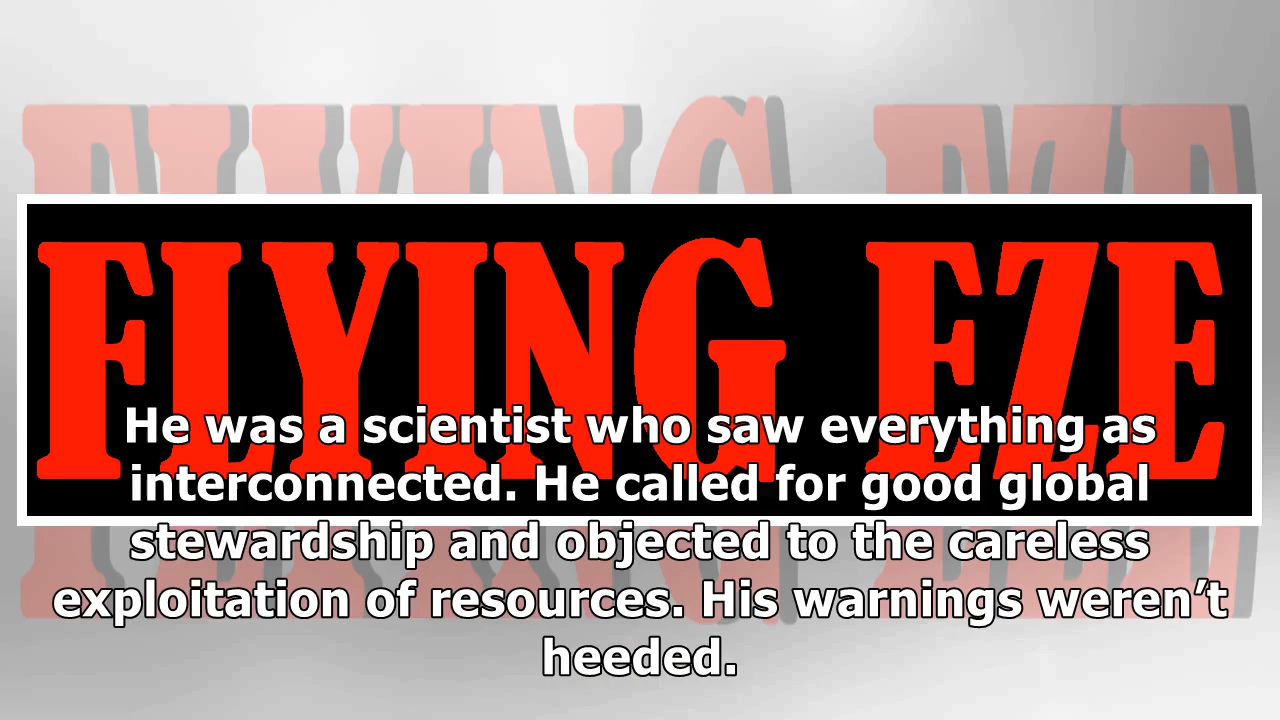 FLYING EZE
He was a scientist who saw everything as
interconnected. He called for good global
stewardship and objected to the careless
exploitation of resources. His warnings weren’t
heeded.